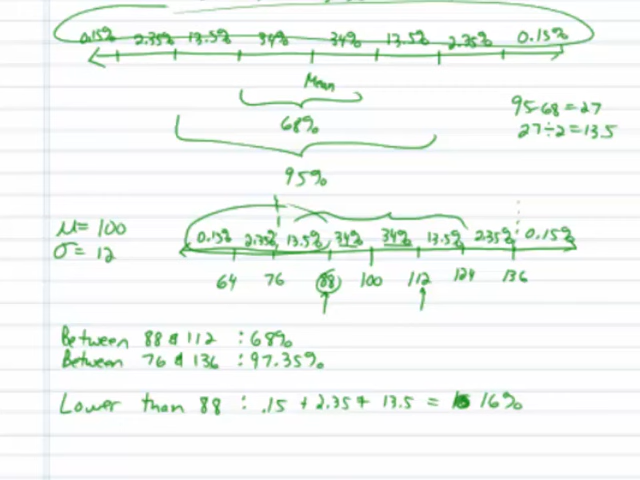 0.15% 2.35% 13.5% 34% 34% 13.5% 2.35% 0.15%
Mean
68%
95%
95-68=27
27÷2=13.5
μ= 100
σ= 12
0.15% 2.35% 13.5% 34% 34% 13.5% 2.35% 0.15%
64 76 88 100 112 124 136
Between 88 & 112 : 68%
Between 76 & 136 : 97.35%
Lower than 88 : .15 + 2.35 + 13.5 = 16%